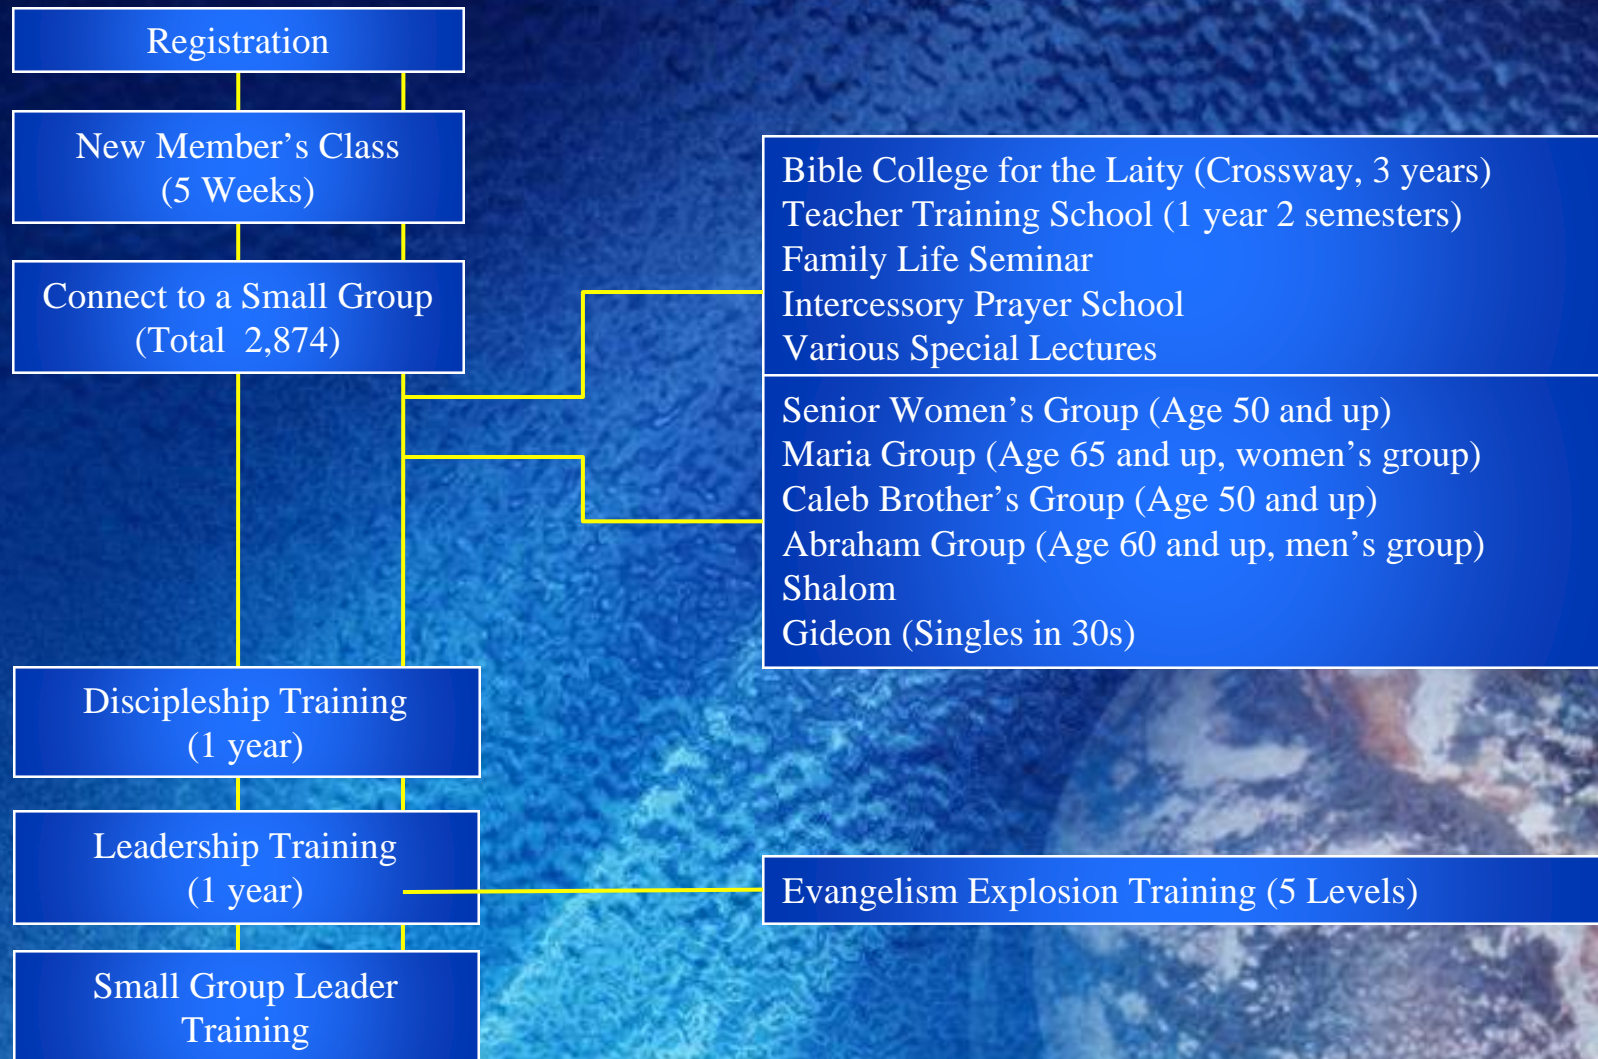 Registration
New Member’s Class
(5 Weeks)
Connect to a Small Group
(Total  2,874)
Bible College for the Laity (Crossway, 3 years)
Teacher Training School (1 year 2 semesters)
Family Life Seminar
Intercessory Prayer School
Various Special Lectures
Senior Women’s Group (Age 50 and up)
Maria Group (Age 65 and up, women’s group)
Caleb Brother’s Group (Age 50 and up)
Abraham Group (Age 60 and up, men’s group)
Shalom
Gideon (Singles in 30s)
Discipleship Training
(1 year)
Leadership Training
(1 year)
Evangelism Explosion Training (5 Levels)
Small Group Leader
Training